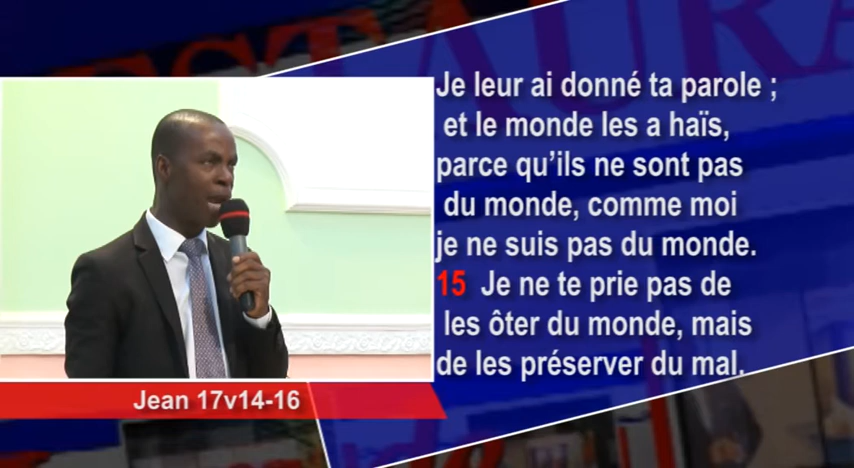 Je leur ai donné ta parole ;
et le monde les a haïs,
parce qu'ils ne sont pas
du monde, comme moi
je ne suis pas du monde.
15 Je ne te prie pas de
les ôter du monde, mais
de les préserver du mal.
Jean 17v14-16